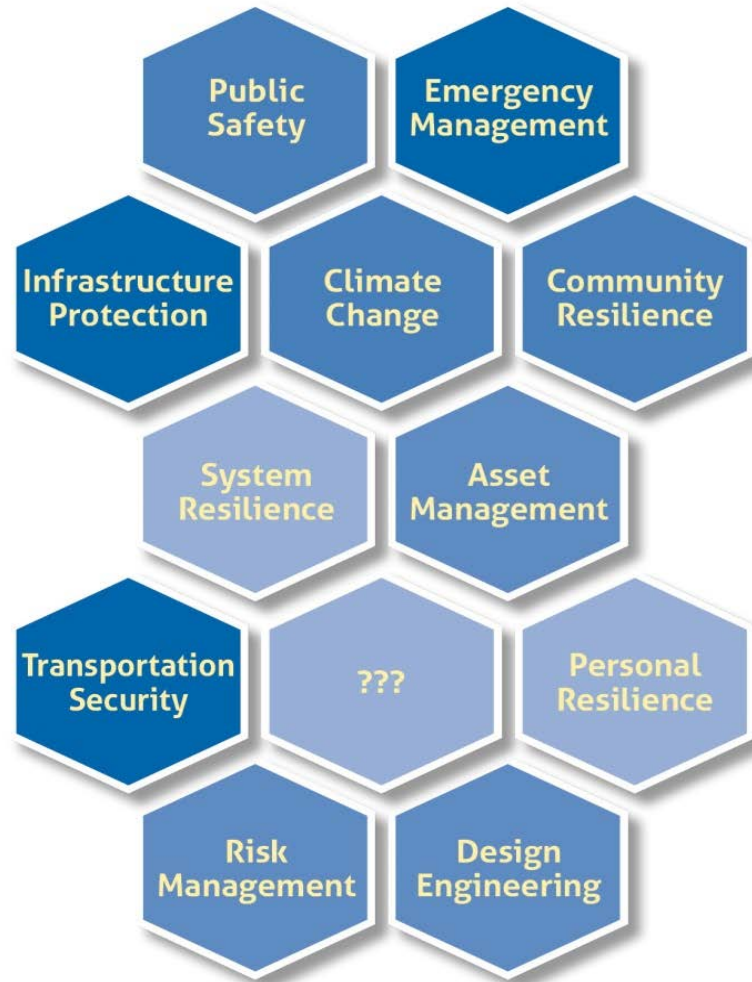 Public
Safety
Emergency
Management
Infrastructure
Protection
Climate
Change
Community
Resilience
System
Resilience
Asset
Management
Transportation
Security
???
Personal
Resilience
Risk
Management
Design
Engineering